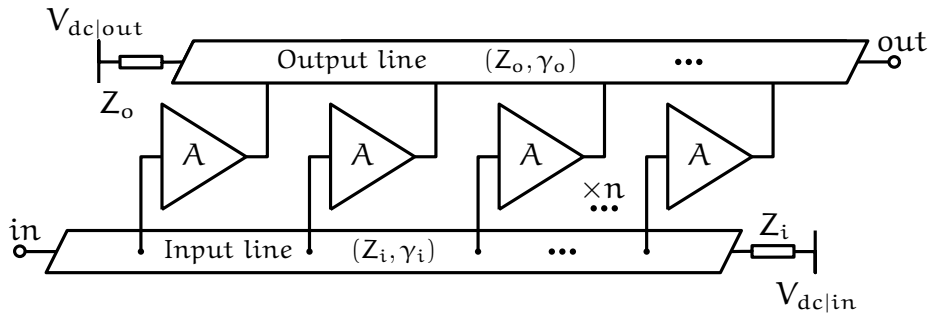 V_dc|out
Output line (Z_o, γ_o) •••
out
Z_o
A A A A
×n
•••
in
Input line (Z_i, γ_i) •••
Z_i
V_dc|in